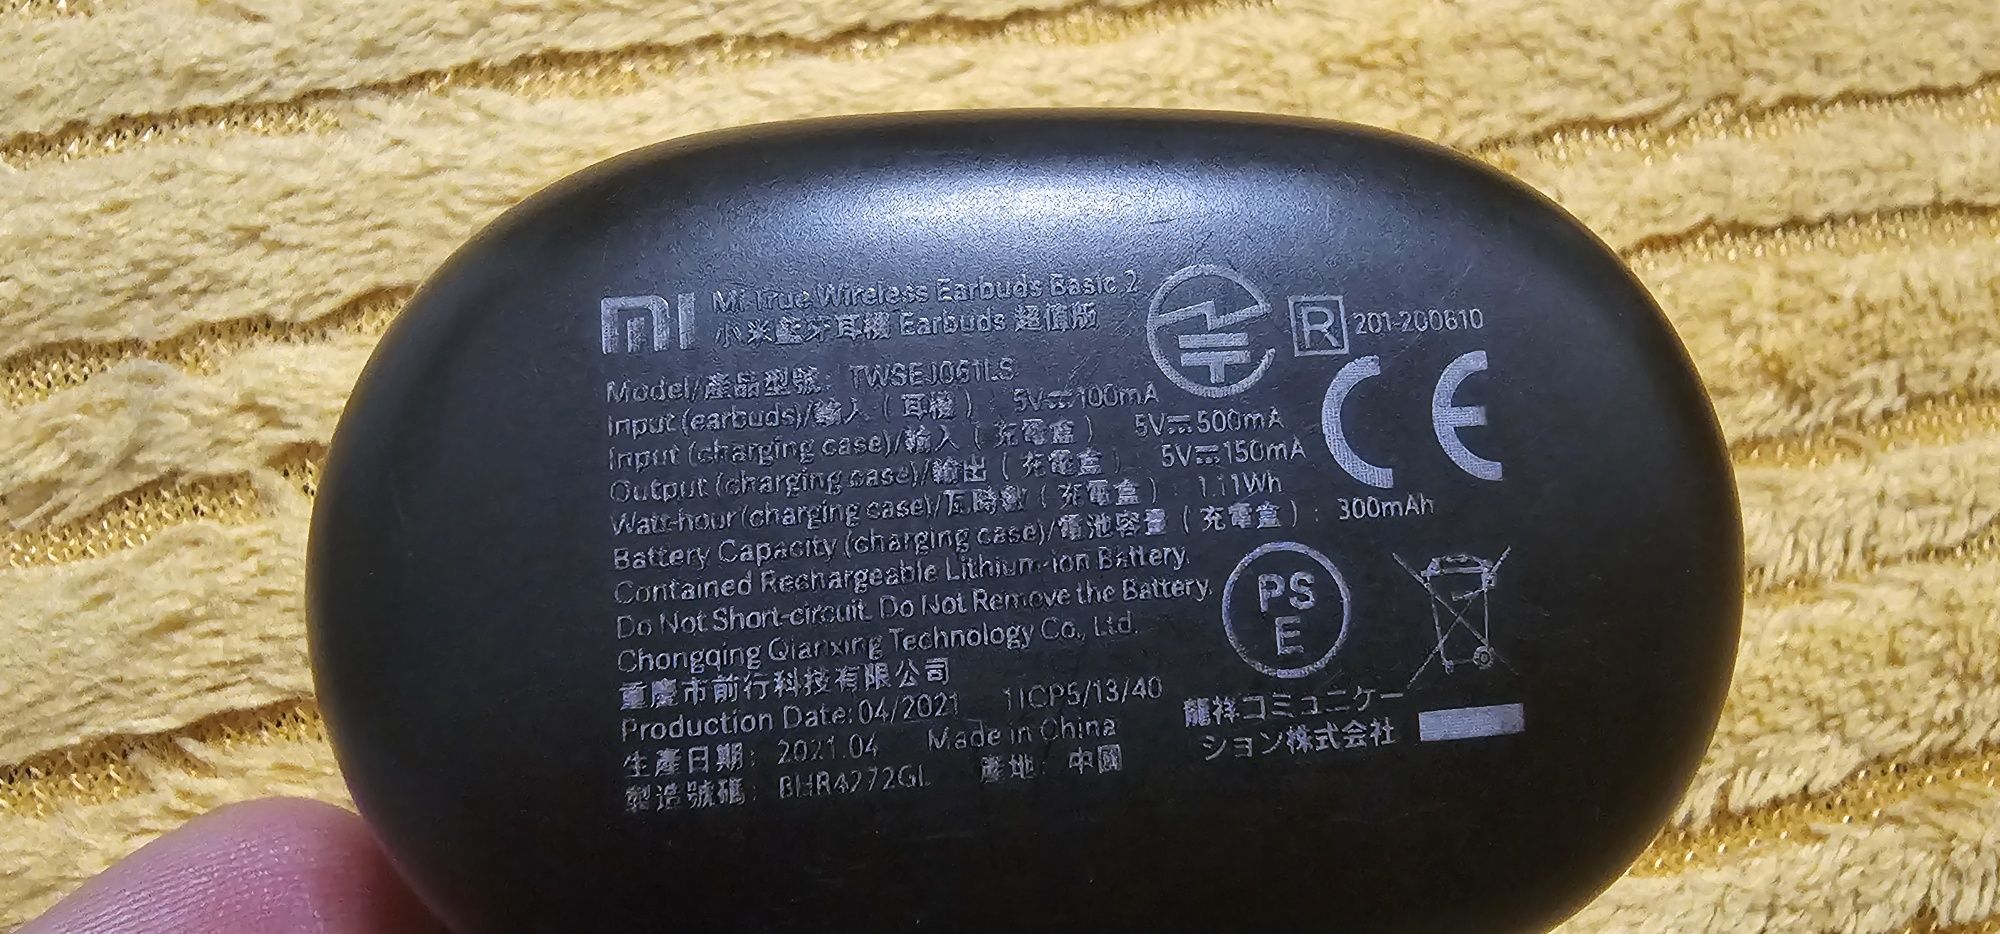 mi Mi True Wireless Earbuds Basic 2
小米藍牙耳機 Earbuds 超值版
R 201-200610
Model/產品型號: TWSEJ061LS
Input (earbuds)/輸入 (耳機): 5V⎓100mA
Input (charging case)/輸入 (充電盒): 5V⎓500mA
Output (charging case)/輸出 (充電盒): 5V⎓150mA
Watt-hour (charging case)/瓦時數 (充電盒): 1.11Wh
Battery Capacity (charging case)/電池容量 (充電盒): 300mAh
CE
Contained Rechargeable Lithium-ion Battery.
Do Not Short-circuit. Do Not Remove the Battery.
Chongqing Qianxing Technology Co., Ltd.
重慶市前行科技有限公司
Production Date: 04/2021 1ICP5/13/40
生產日期: 2021.04 Made in China
製造號碼: BHR4272GL 產地: 中國
PS
E
龍祥コミュニケー
ション株式会社